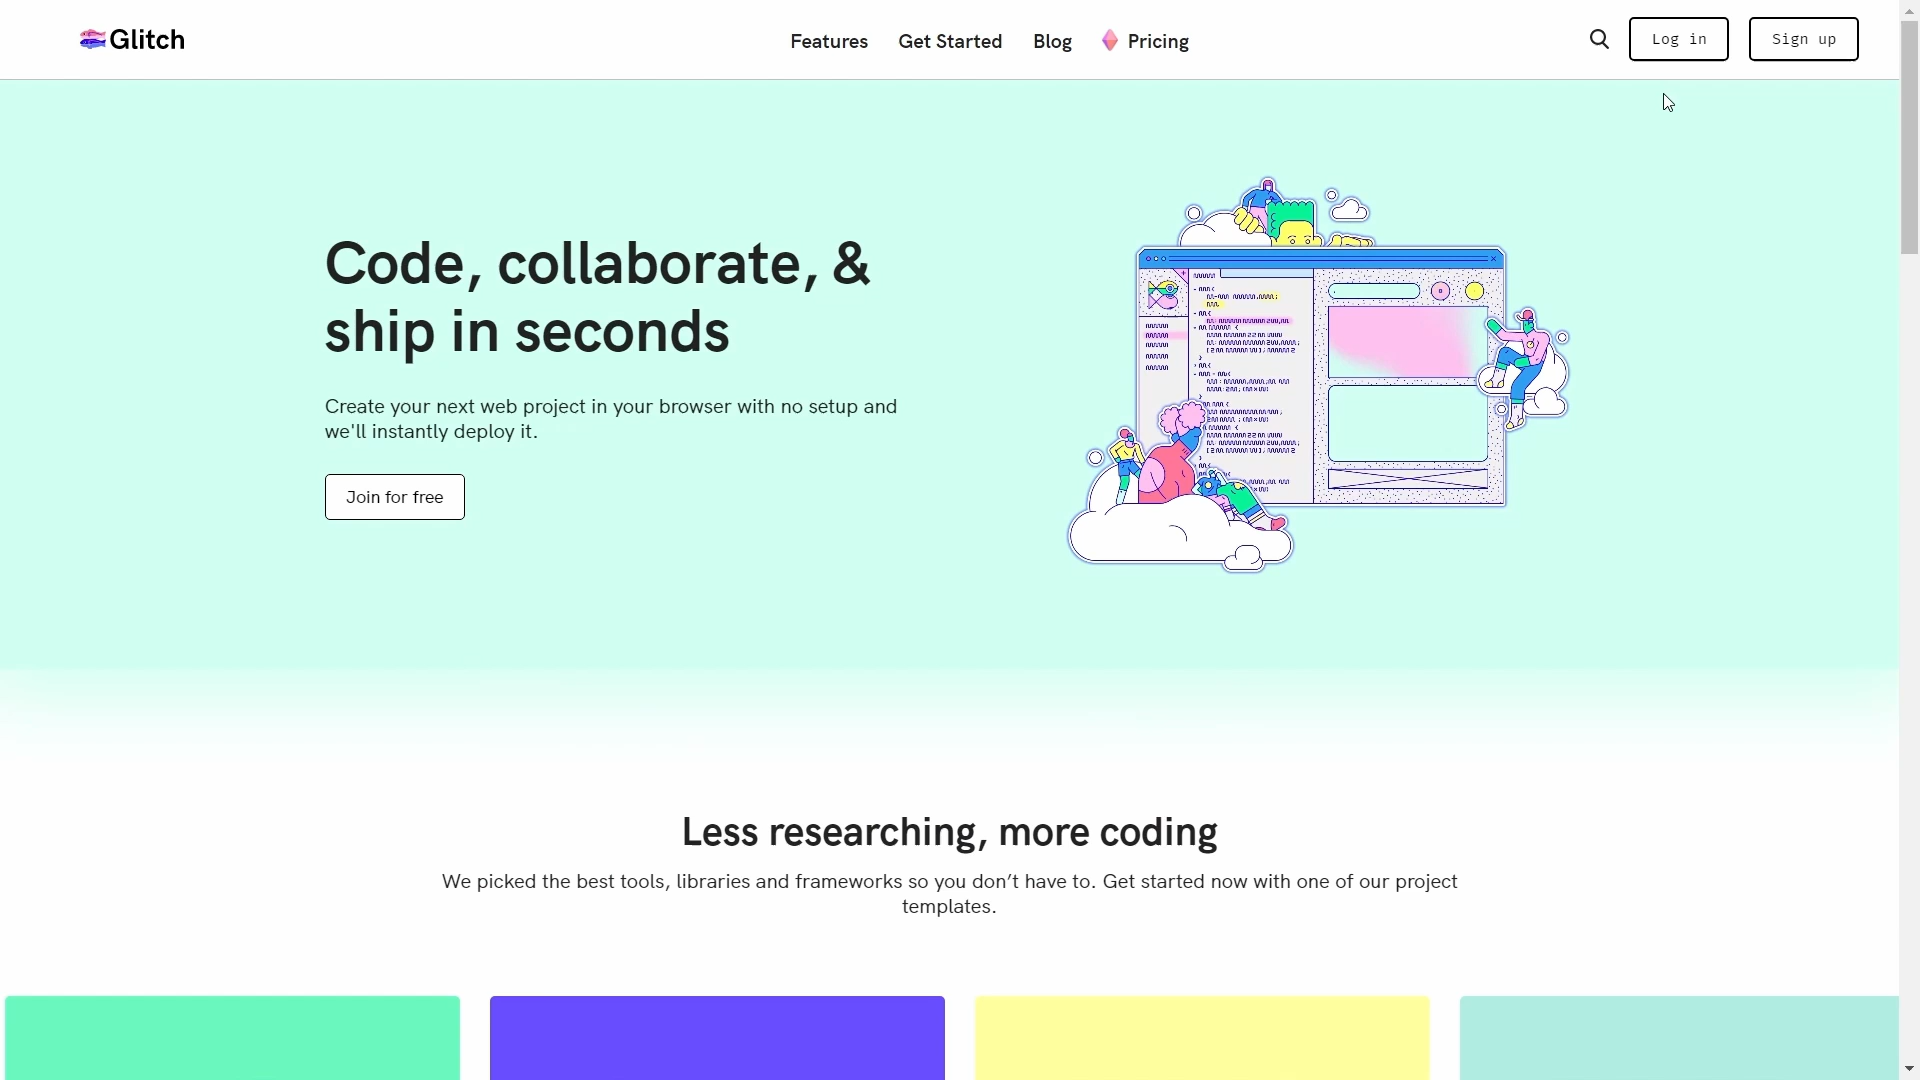 Glitch
Features
Get Started
Blog
Pricing
Log in
Sign up
Code, collaborate, &
ship in seconds
Create your next web project in your browser with no setup and
we'll instantly deploy it.
Join for free
Less researching, more coding
We picked the best tools, libraries and frameworks so you don’t have to. Get started now with one of our project
templates.